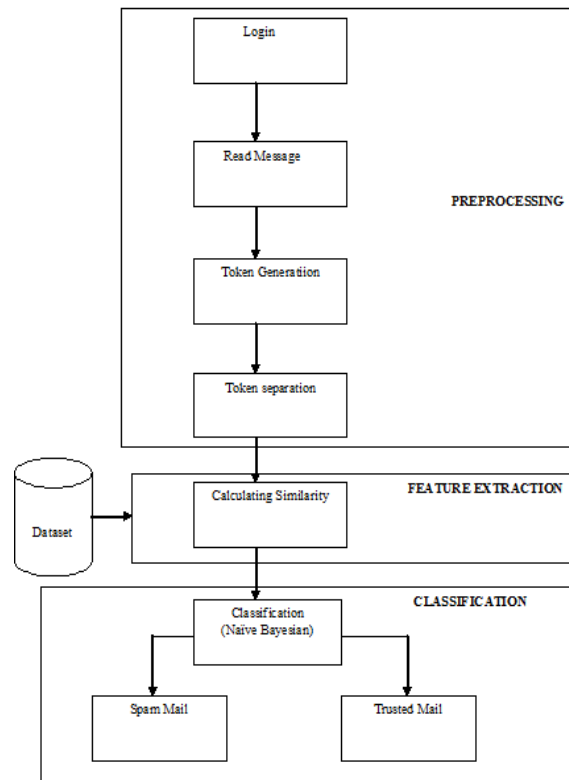 Login
Read Message
PREPROCESSING
Token Generatiion
Token separation
FEATURE EXTRACTION
Calculating Similarity
Dataset
CLASSIFICATION
Classification
(Naïve Bayesian)
Spam Mail
Trusted Mail